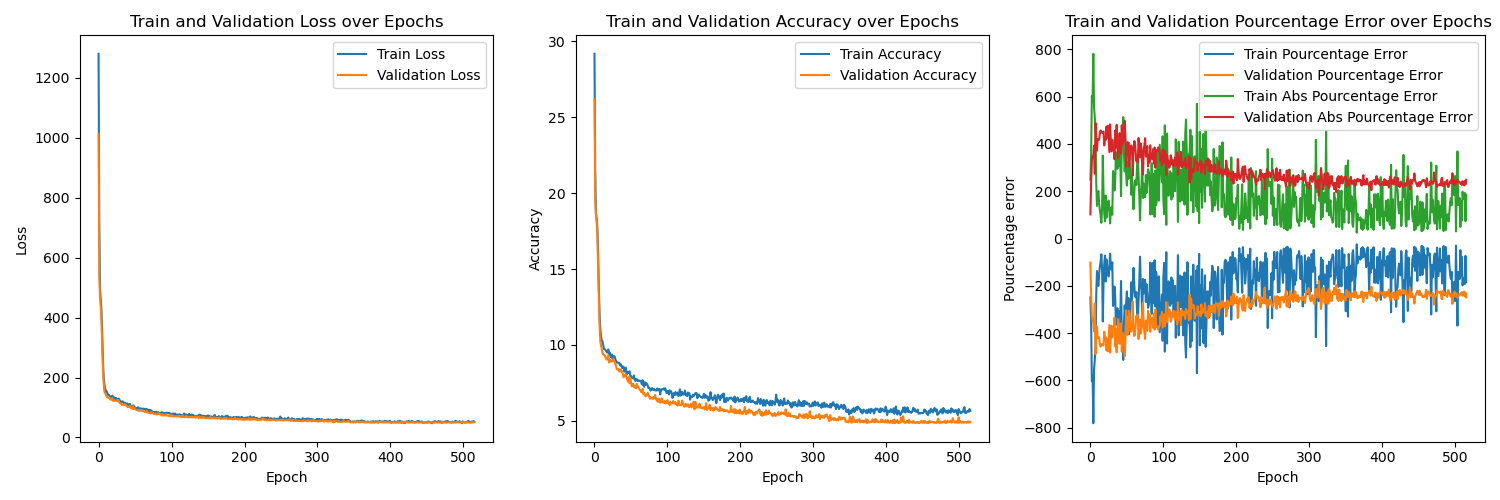 Train and Validation Loss over Epochs
Train Loss
Validation Loss
1200
1000
800
600
400
200
0
Loss
0
100
200
300
400
500
Epoch
Train and Validation Accuracy over Epochs
Train Accuracy
Validation Accuracy
30
25
20
15
10
5
Accuracy
0
100
200
300
400
500
Epoch
Train and Validation Pourcentage Error over Epochs
Train Pourcentage Error
Validation Pourcentage Error
Train Abs Pourcentage Error
Validation Abs Pourcentage Error
800
600
400
200
0
−200
−400
−600
−800
Pourcentage error
0
100
200
300
400
500
Epoch